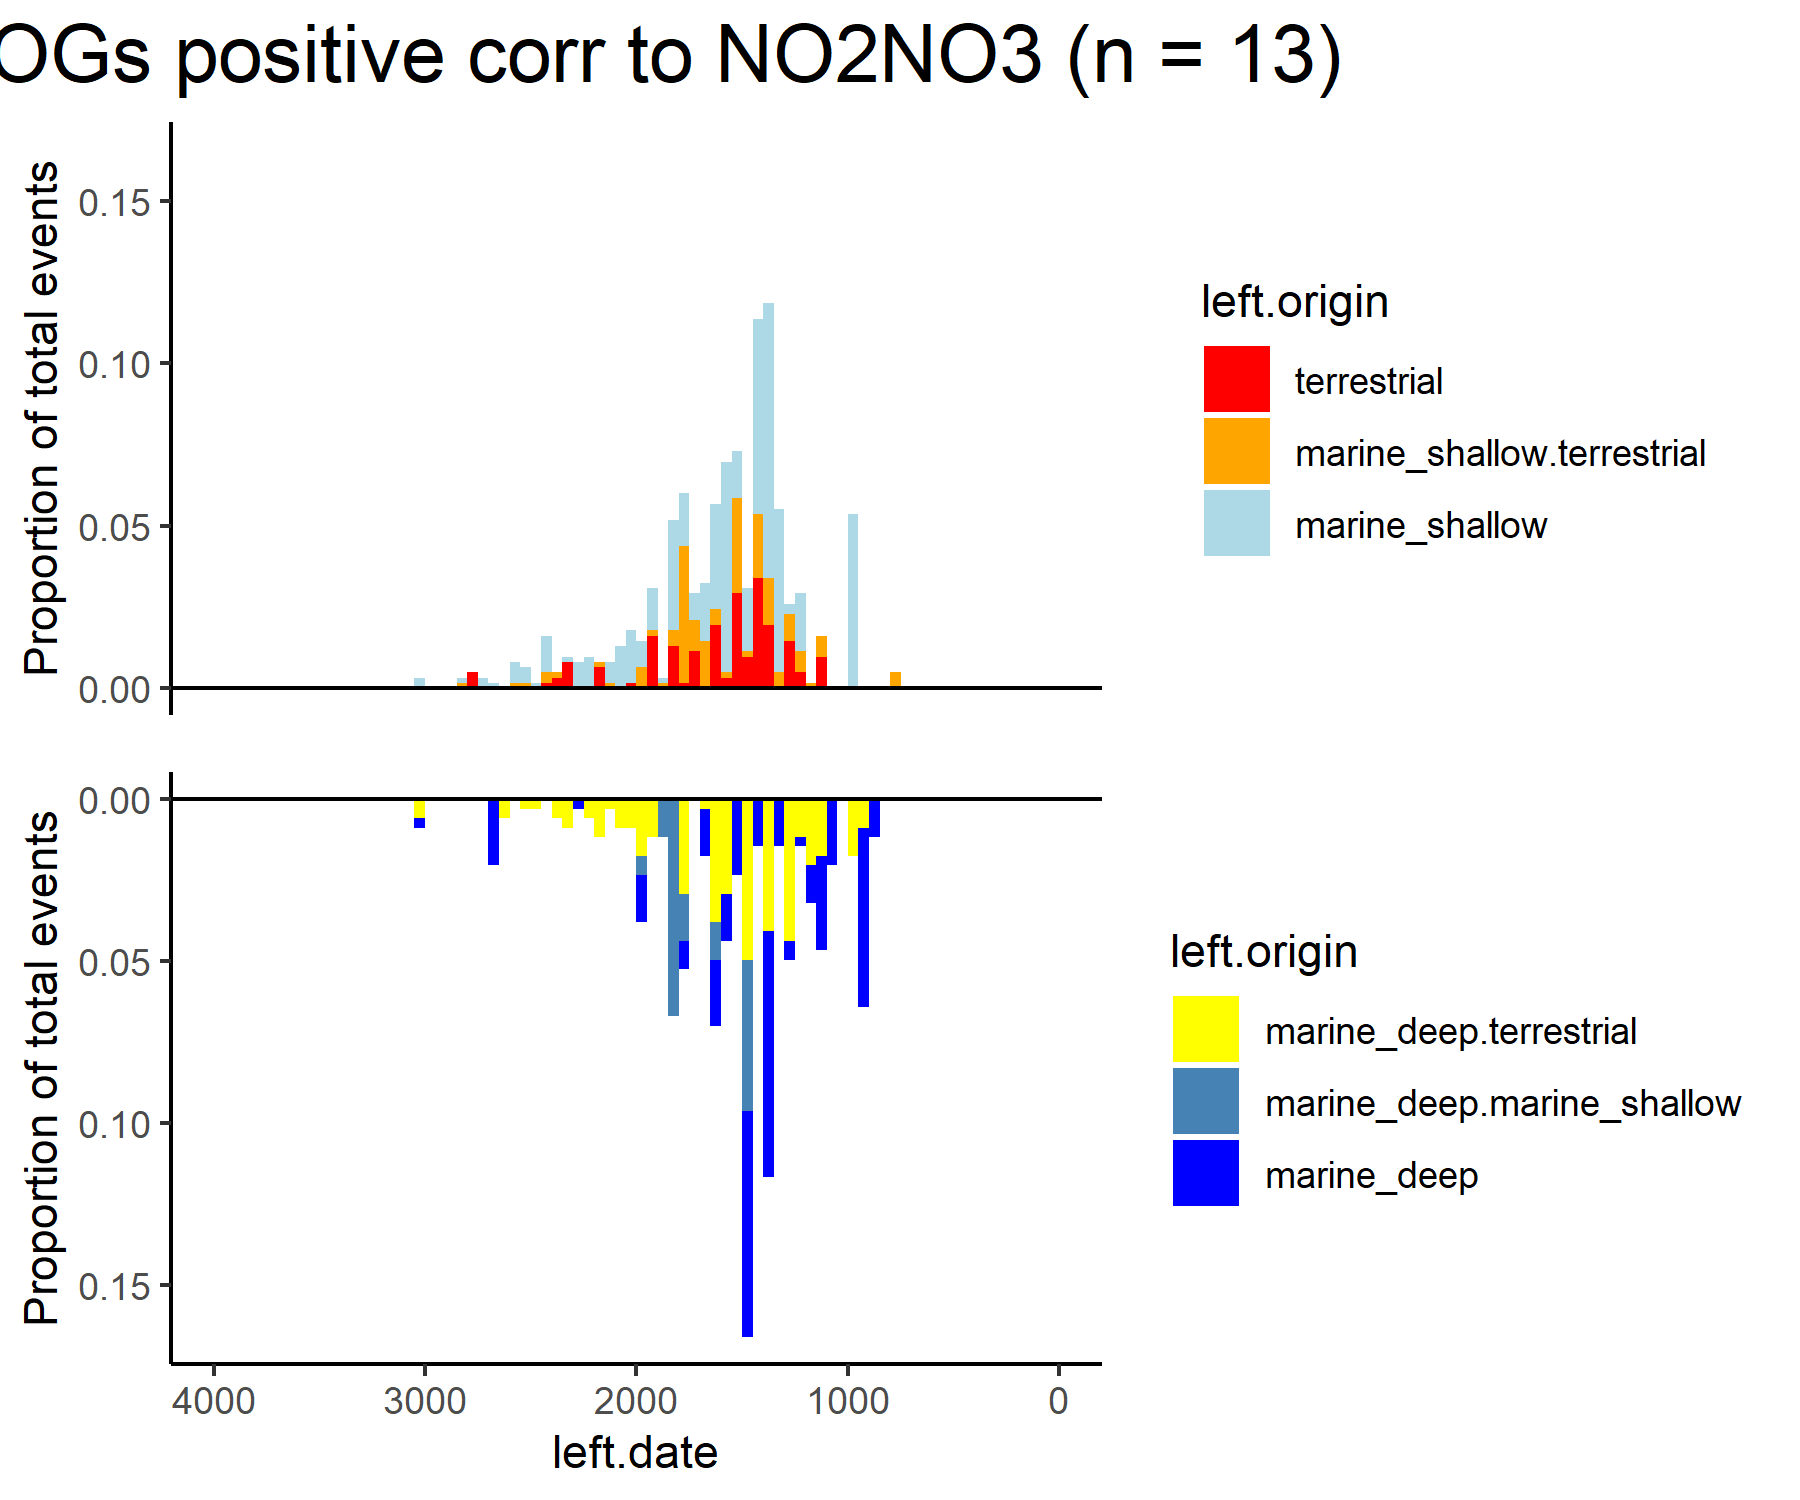 OGs positive corr to NO2NO3 (n = 13)
Proportion of total events
0.15
0.10
0.05
0.00
left.origin
terrestrial
marine_shallow.terrestrial
marine_shallow
Proportion of total events
0.00
0.05
0.10
0.15
left.origin
marine_deep.terrestrial
marine_deep.marine_shallow
marine_deep
4000 3000 2000 1000 0
left.date